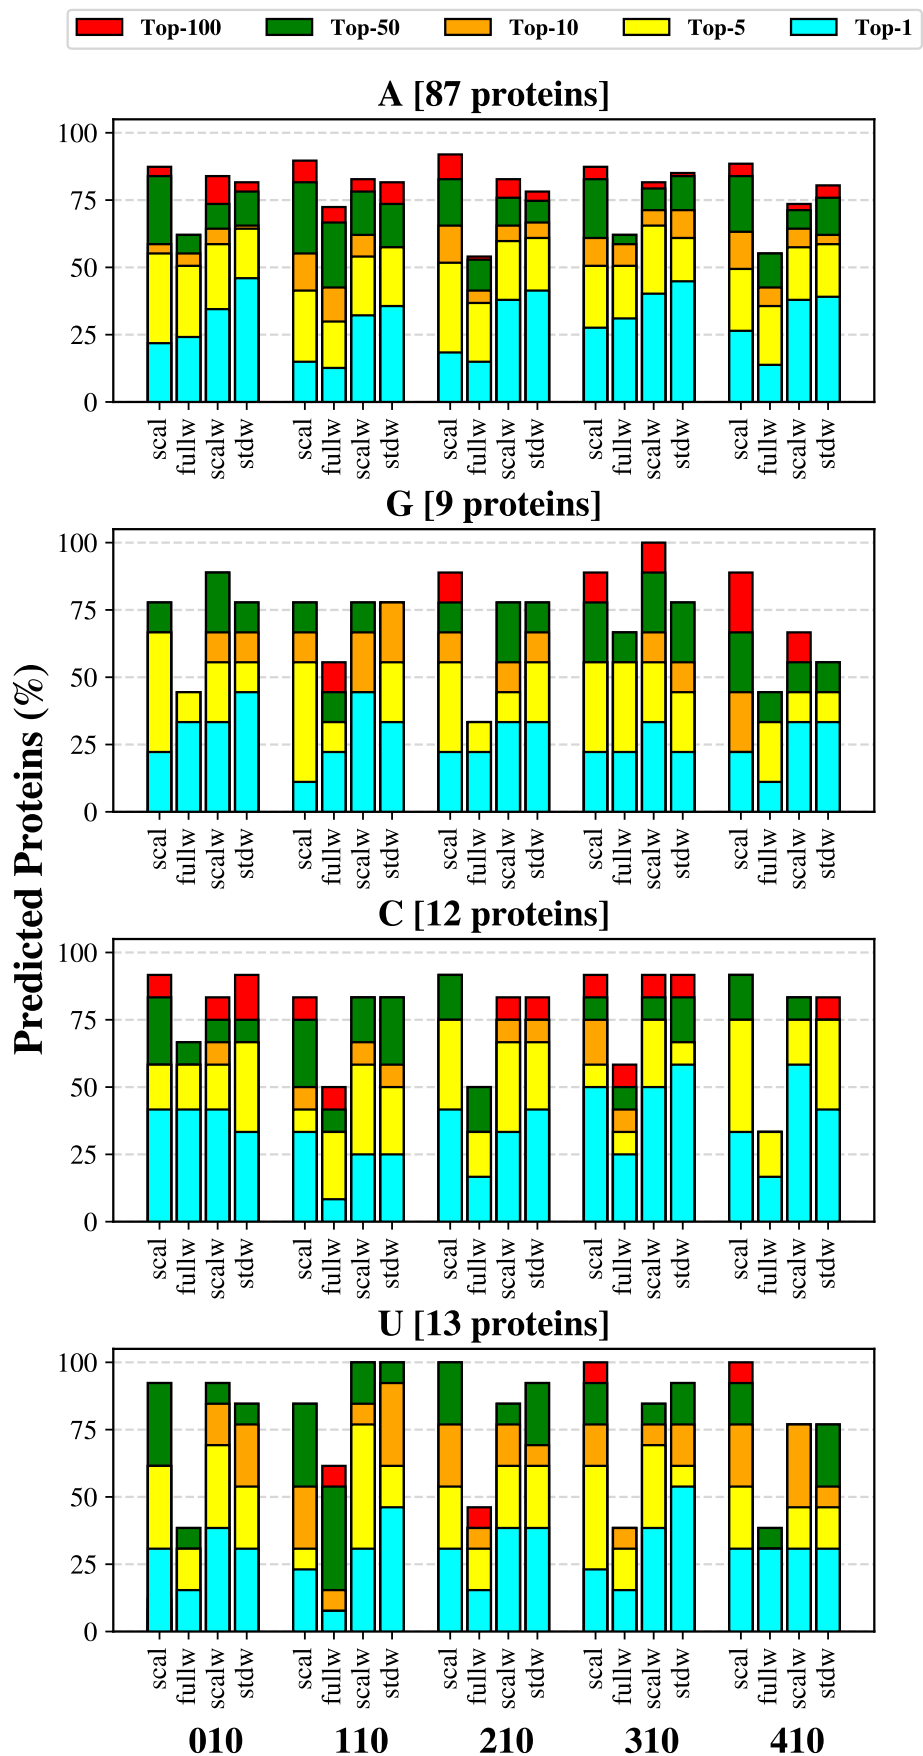 Top-100 Top-50 Top-10 Top-5 Top-1
A [87 proteins]
100
75
50
25
0
scal fullw scalw stdw scal fullw scalw stdw scal fullw scalw stdw scal fullw scalw stdw scal fullw scalw stdw
G [9 proteins]
100
75
50
25
0
scal fullw scalw stdw scal fullw scalw stdw scal fullw scalw stdw scal fullw scalw stdw scal fullw scalw stdw
Predicted Proteins (%)
C [12 proteins]
100
75
50
25
0
scal fullw scalw stdw scal fullw scalw stdw scal fullw scalw stdw scal fullw scalw stdw scal fullw scalw stdw
U [13 proteins]
100
75
50
25
0
scal fullw scalw stdw scal fullw scalw stdw scal fullw scalw stdw scal fullw scalw stdw scal fullw scalw stdw
010 110 210 310 410